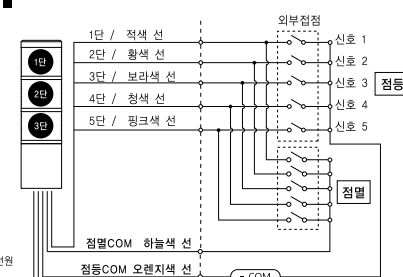 외부접점
1단 / 적색 선
신호 1
2단 / 황색 선
신호 2
3단 / 보라색 선
신호 3
점등
4단 / 청색 선
신호 4
5단 / 핑크색 선
신호 5
1단
2단
3단
점멸
점멸COM 하늘색 선
전원
점등COM 오렌지색 선
- COM